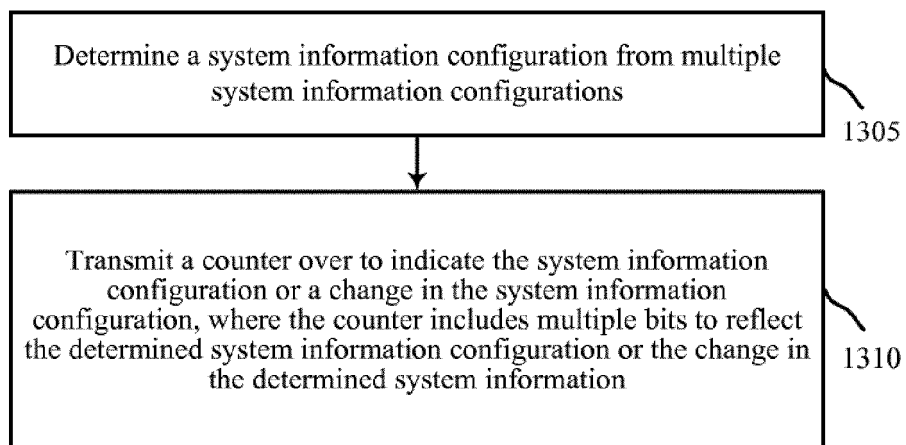 Determine a system information configuration from multiple
system information configurations
1305
Transmit a counter over to indicate the system information
configuration or a change in the system information
configuration, where the counter includes multiple bits to reflect
the determined system information configuration or the change in
the determined system information
1310